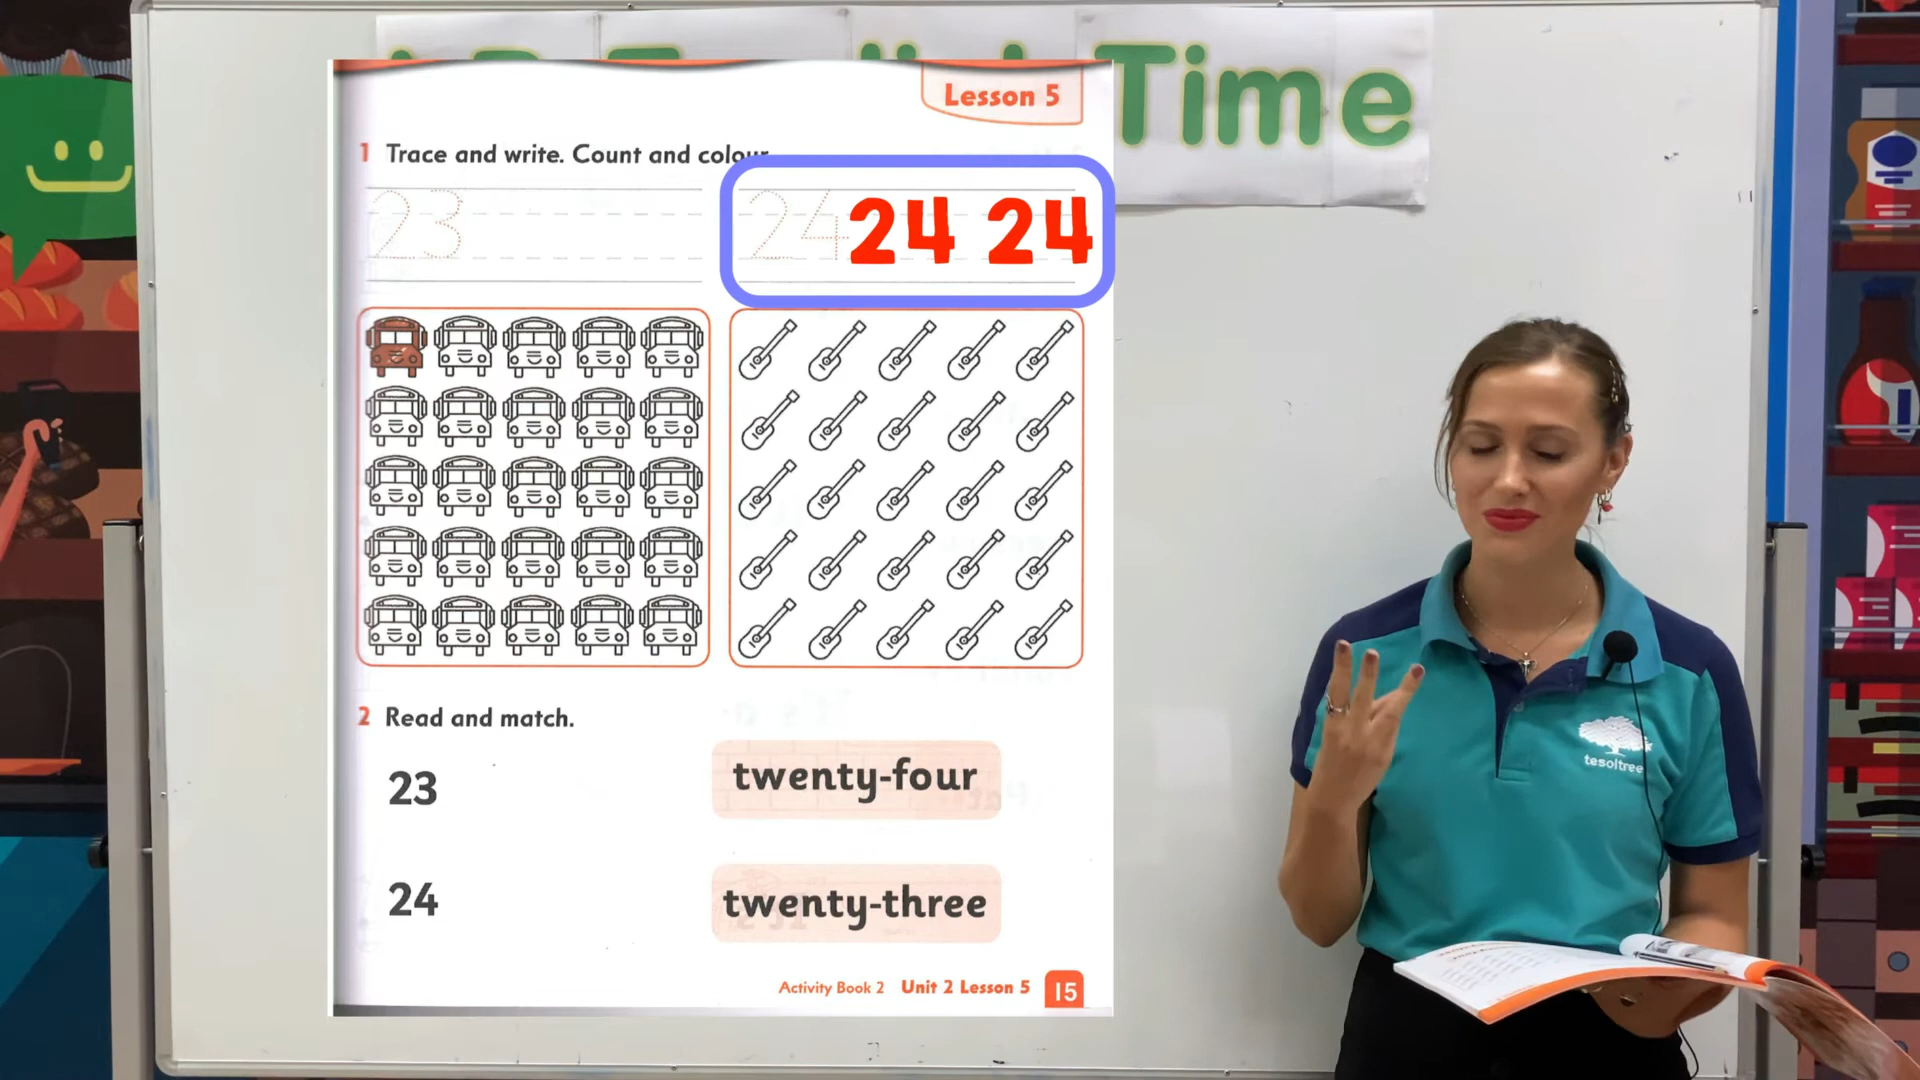 Time
Lesson 5
1 Trace and write. Count and colour
23
24 24 24
2 Read and match.
23 twenty-four
24 twenty-three
Activity Book 2 Unit 2 Lesson 5 15
tesoltree